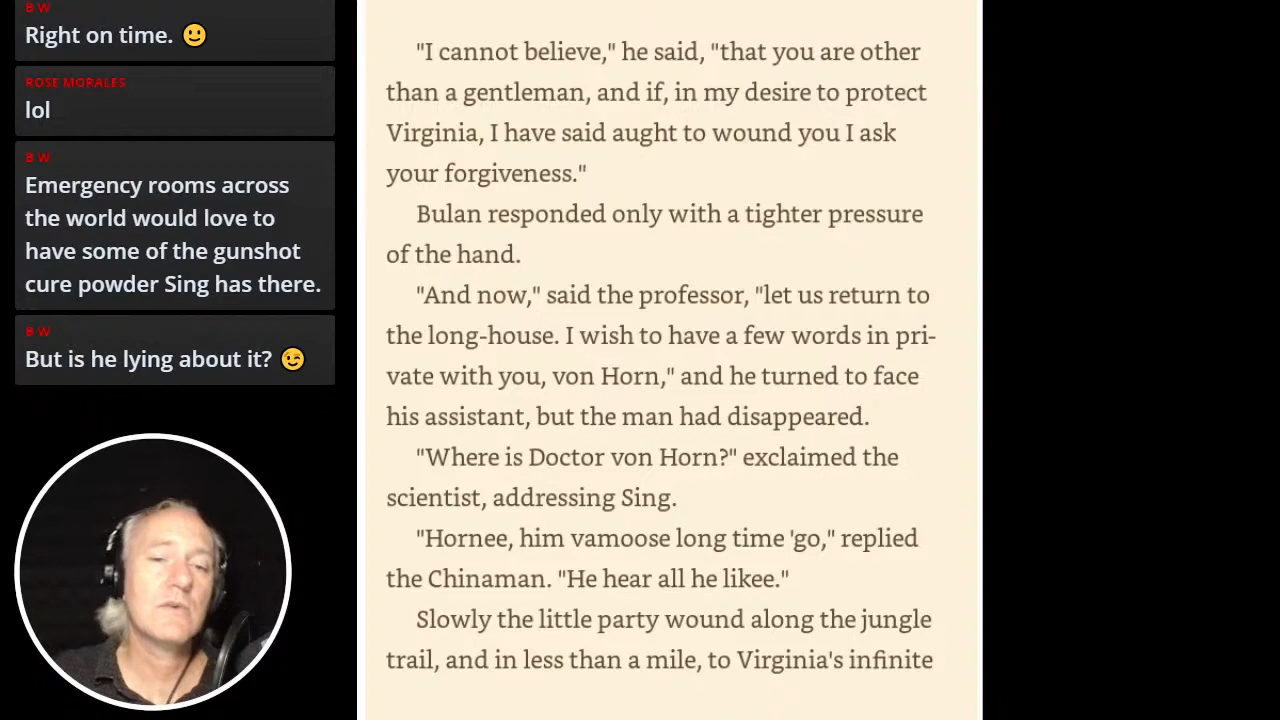 B W
Right on time. 🙂
ROSE MORALES
lol
B W
Emergency rooms across
the world would love to
have some of the gunshot
cure powder Sing has there.
B W
But is he lying about it? 😉
"I cannot believe," he said, "that you are other
than a gentleman, and if, in my desire to protect
Virginia, I have said aught to wound you I ask
your forgiveness."
Bulan responded only with a tighter pressure
of the hand.
"And now," said the professor, "let us return to
the long-house. I wish to have a few words in pri-
vate with you, von Horn," and he turned to face
his assistant, but the man had disappeared.
"Where is Doctor von Horn?" exclaimed the
scientist, addressing Sing.
"Hornee, him vamoose long time 'go," replied
the Chinaman. "He hear all he likee."
Slowly the little party wound along the jungle
trail, and in less than a mile, to Virginia's infinite